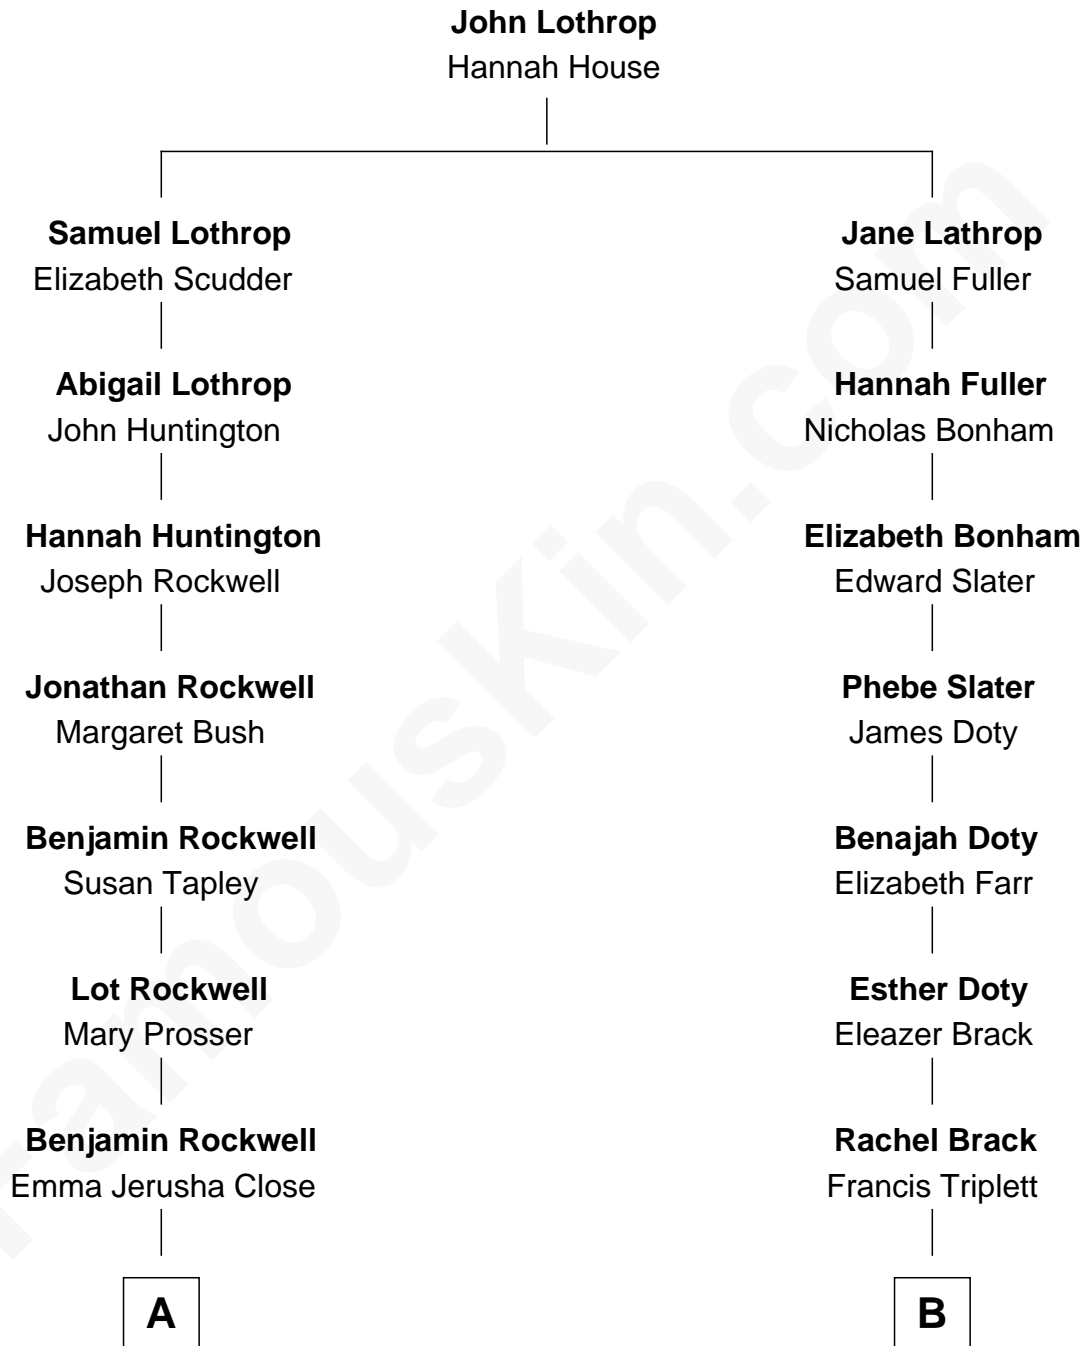 John Lothrop
Hannah House
Samuel Lothrop
Elizabeth Scudder
Abigail Lothrop
John Huntington
Hannah Huntington
Joseph Rockwell
Jonathan Rockwell
Margaret Bush
Benjamin Rockwell
Susan Tapley
Lot Rockwell
Mary Prosser
Benjamin Rockwell
Emma Jerusha Close
A
Jane Lathrop
Samuel Fuller
Hannah Fuller
Nicholas Bonham
Elizabeth Bonham
Edward Slater
Phebe Slater
James Doty
Benajah Doty
Elizabeth Farr
Esther Doty
Eleazer Brack
Rachel Brack
Francis Triplett
B
FamousKin.com